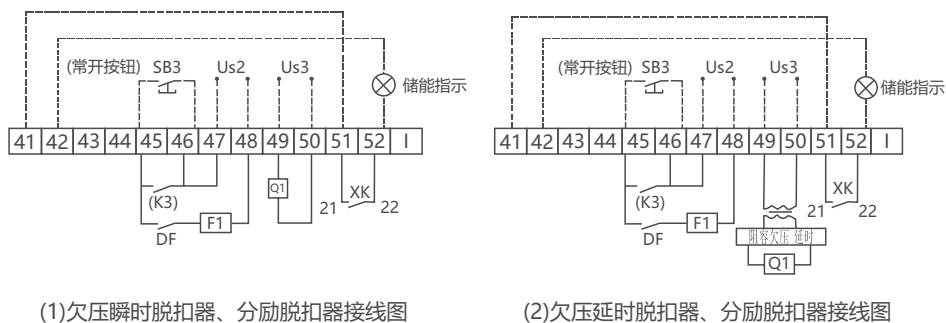 (常开按钮) SB3 Us2 Us3
储能指示
41 42 43 44 45 46 47 48 49 50 51 52 I
(K3)
Q1
XK
21 22
F1
DF
(1)欠压瞬时脱扣器、分励脱扣器接线图
(常开按钮) SB3 Us2 Us3
储能指示
41 42 43 44 45 46 47 48 49 50 51 52 I
(K3)
XK
21 22
F1
DF
阻容欠压 延时
Q1
(2)欠压延时脱扣器、分励脱扣器接线图